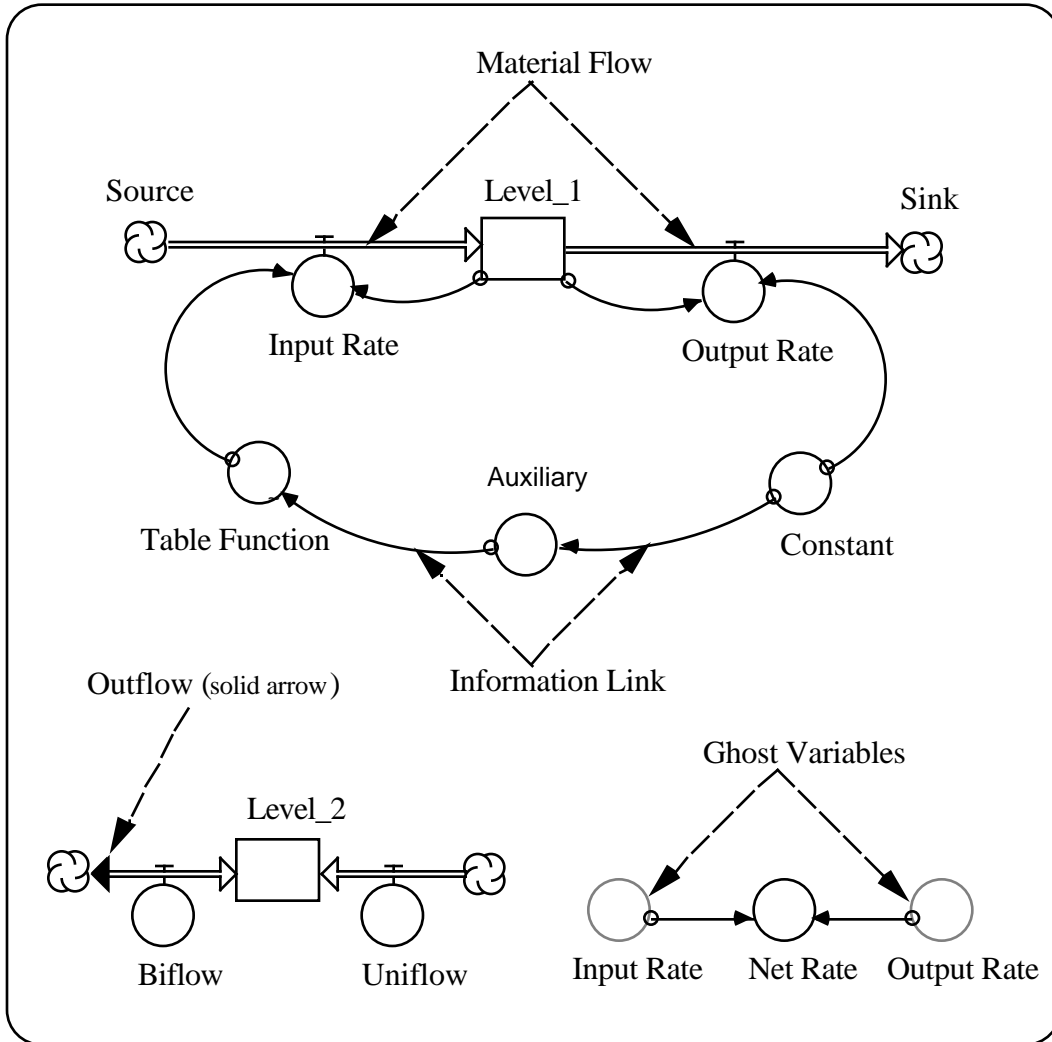 Material Flow
Source
Level_1
Sink
Input Rate
Output Rate
Auxiliary
Table Function
Constant
Information Link
Outflow (solid arrow)
Ghost Variables
Level_2
Biflow
Uniflow
Input Rate
Net Rate
Output Rate